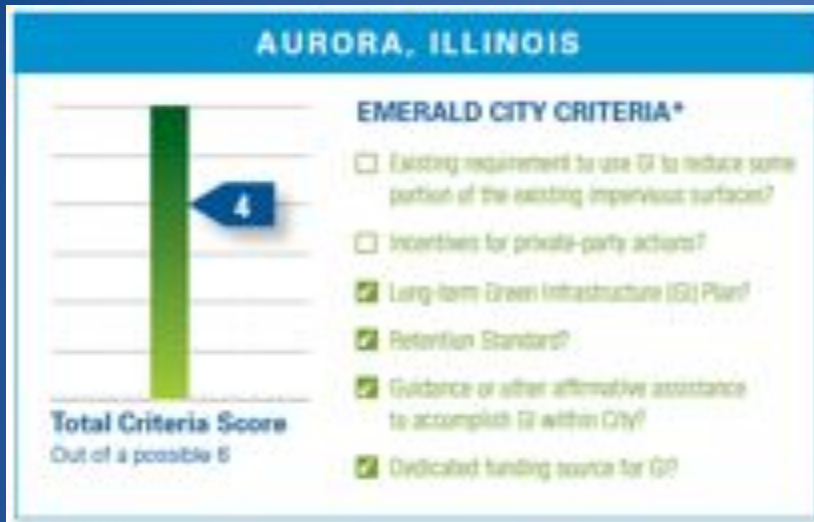 AURORA, ILLINOIS
EMERALD CITY CRITERIA*
Existing requirement to use GI to reduce some
portion of the existing impervious surfaces?
Incentives for private-party actions?
Long-term Green Infrastructure (GI) Plan?
Retention Standard?
Guidance or other affirmative assistance
to accomplish GI within City?
Dedicated funding source for GI?
4
Total Criteria Score
Out of a possible 6